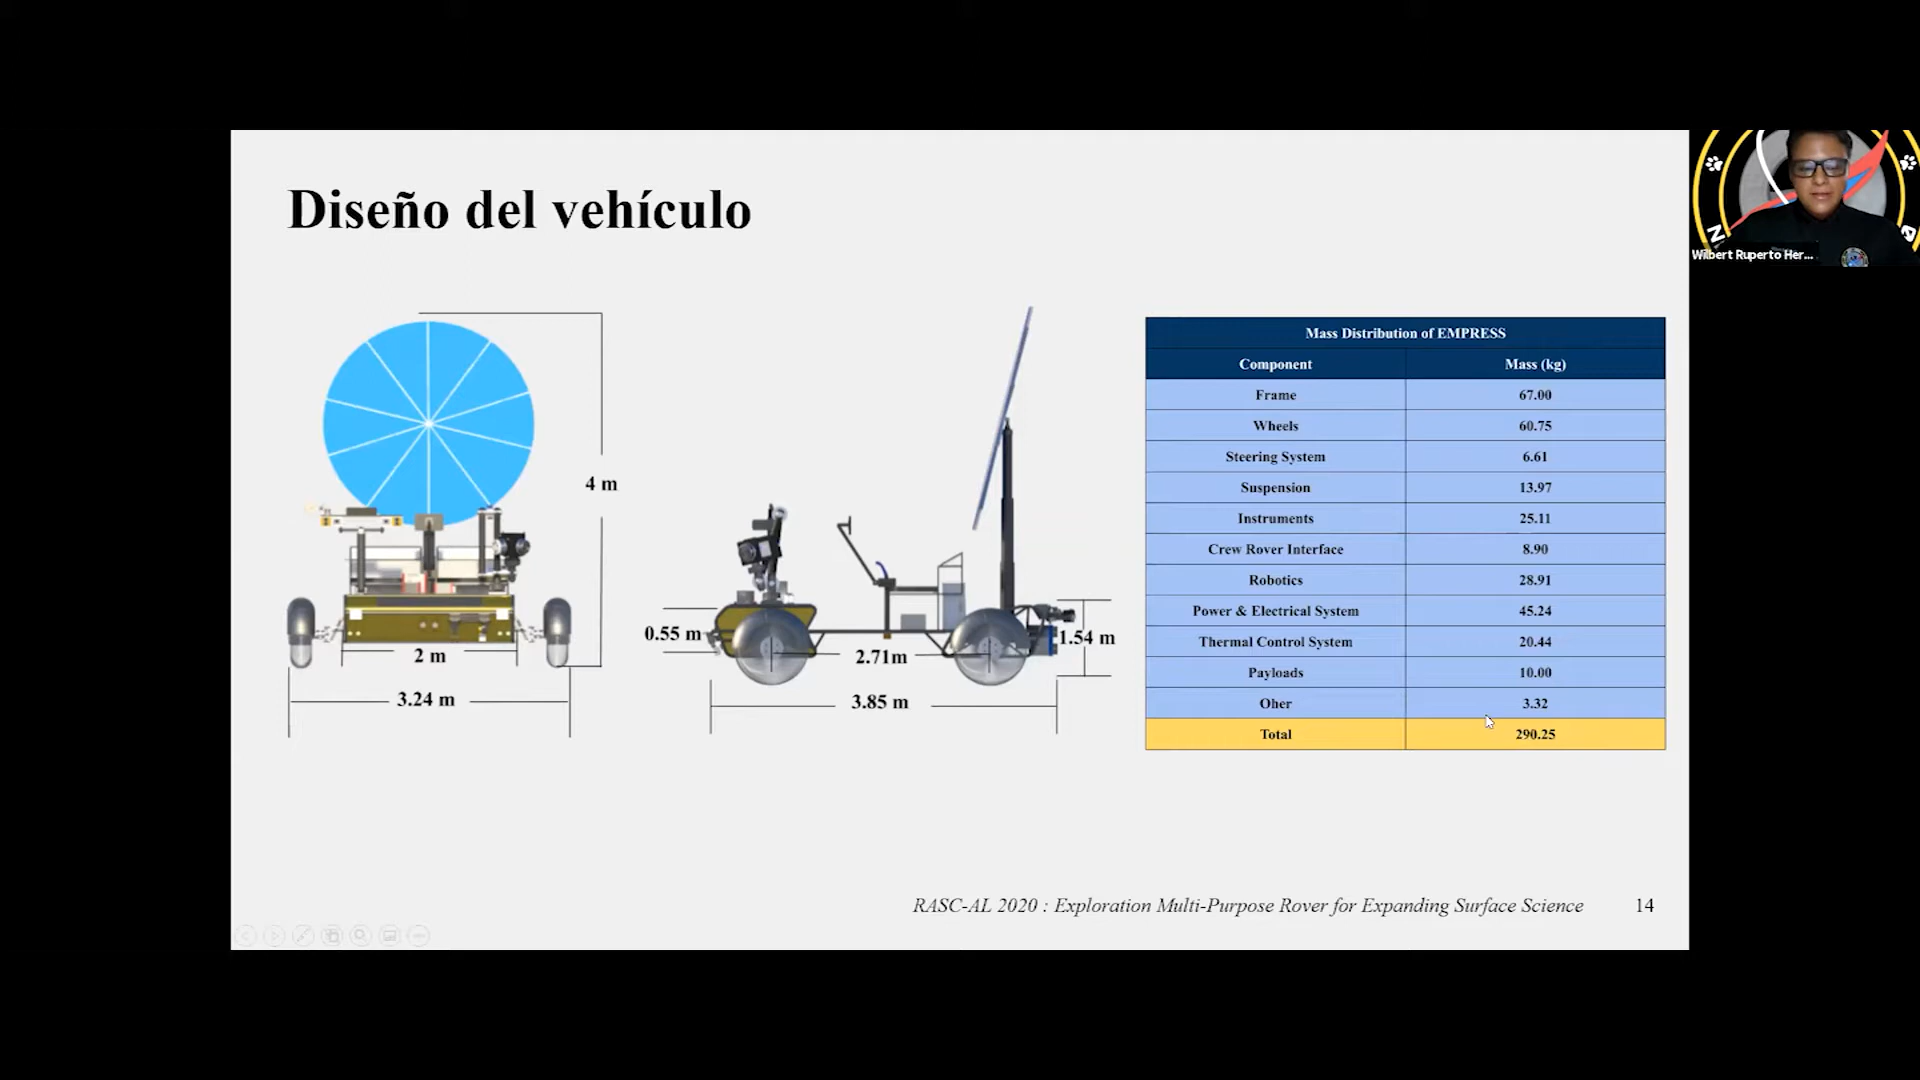 Diseño del vehículo
4 m
2 m
3.24 m
0.55 m
2.71m
1.54 m
3.85 m
Mass Distribution of EMPRESS
Component Mass (kg)
Frame 67.00
Wheels 60.75
Steering System 6.61
Suspension 13.97
Instruments 25.11
Crew Rover Interface 8.90
Robotics 28.91
Power & Electrical System 45.24
Thermal Control System 20.44
Payloads 10.00
Oher 3.32
Total 290.25
RASC-AL 2020 : Exploration Multi-Purpose Rover for Expanding Surface Science 14
Wilbert Ruperto Her...